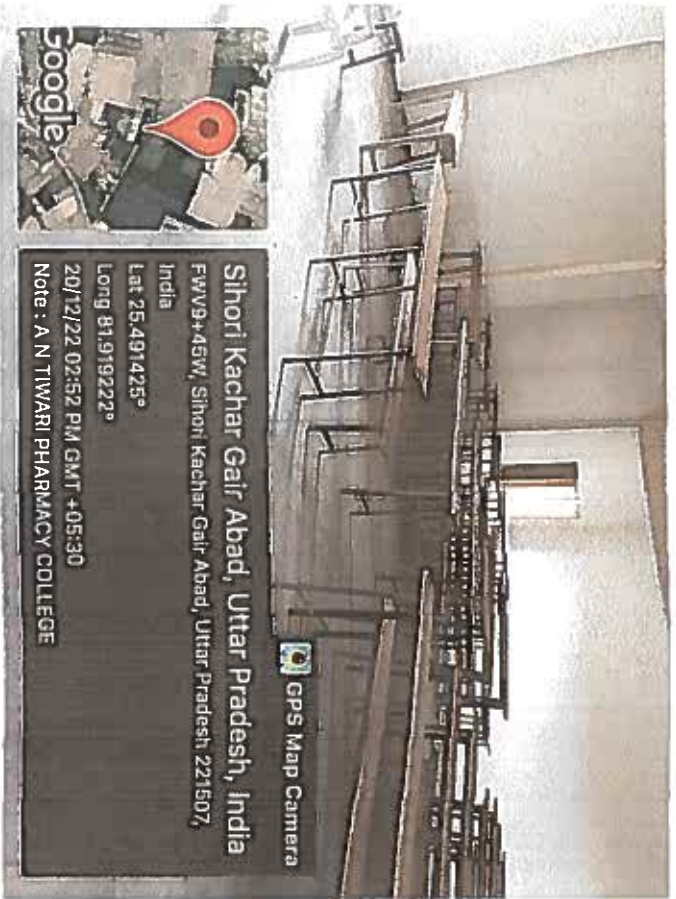 GPS Map Camera
Sihori Kachar Gair Abad, Uttar Pradesh, India
FWV9+45W, Sihori Kachar Gair Abad, Uttar Pradesh 221507,
India
Lat 25.491425°
Long 81.919222°
20/12/22 02:52 PM GMT +05:30
Note : A N TIWARI PHARMACY COLLEGE
Google